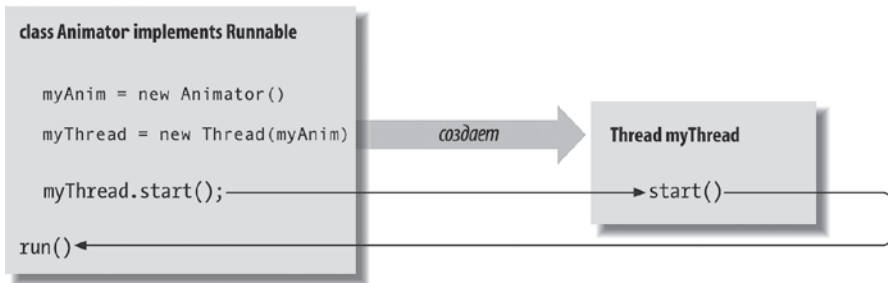 class Animator implements Runnable
myAnim = new Animator()
myThread = new Thread(myAnim)
создает
Thread myThread
myThread.start();
start()
run()